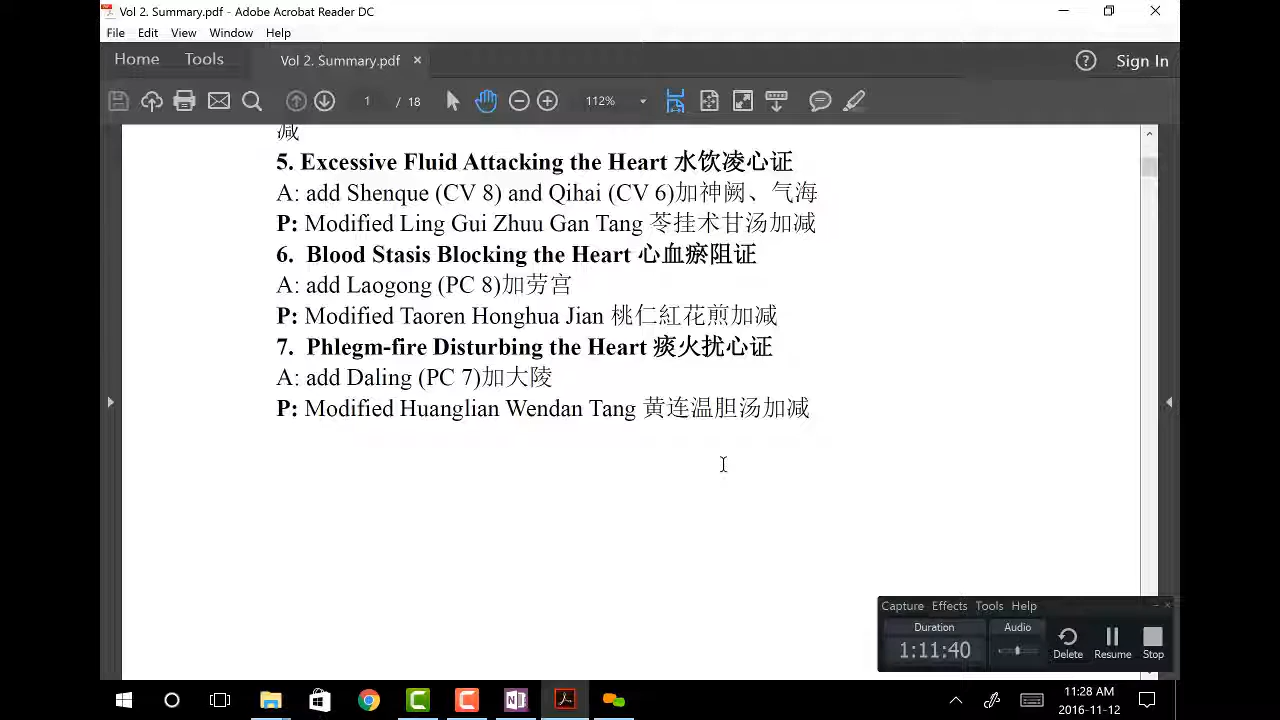 Vol 2. Summary.pdf - Adobe Acrobat Reader DC
File Edit View Window Help
Home Tools Vol 2. Summary.pdf × ? Sign In
1 / 18 112%
减
5. Excessive Fluid Attacking the Heart 水饮凌心证
A: add Shenque (CV 8) and Qihai (CV 6)加神阙、气海
P: Modified Ling Gui Zhuu Gan Tang 苓挂术甘汤加减
6. Blood Stasis Blocking the Heart 心血瘀阻证
A: add Laogong (PC 8)加劳宫
P: Modified Taoren Honghua Jian 桃仁紅花煎加减
7. Phlegm-fire Disturbing the Heart 痰火扰心证
A: add Daling (PC 7)加大陵
P: Modified Huanglian Wendan Tang 黄连温胆汤加减
Capture Effects Tools Help
Duration Audio
1:11:40 Delete Resume Stop
11:28 AM
2016-11-12